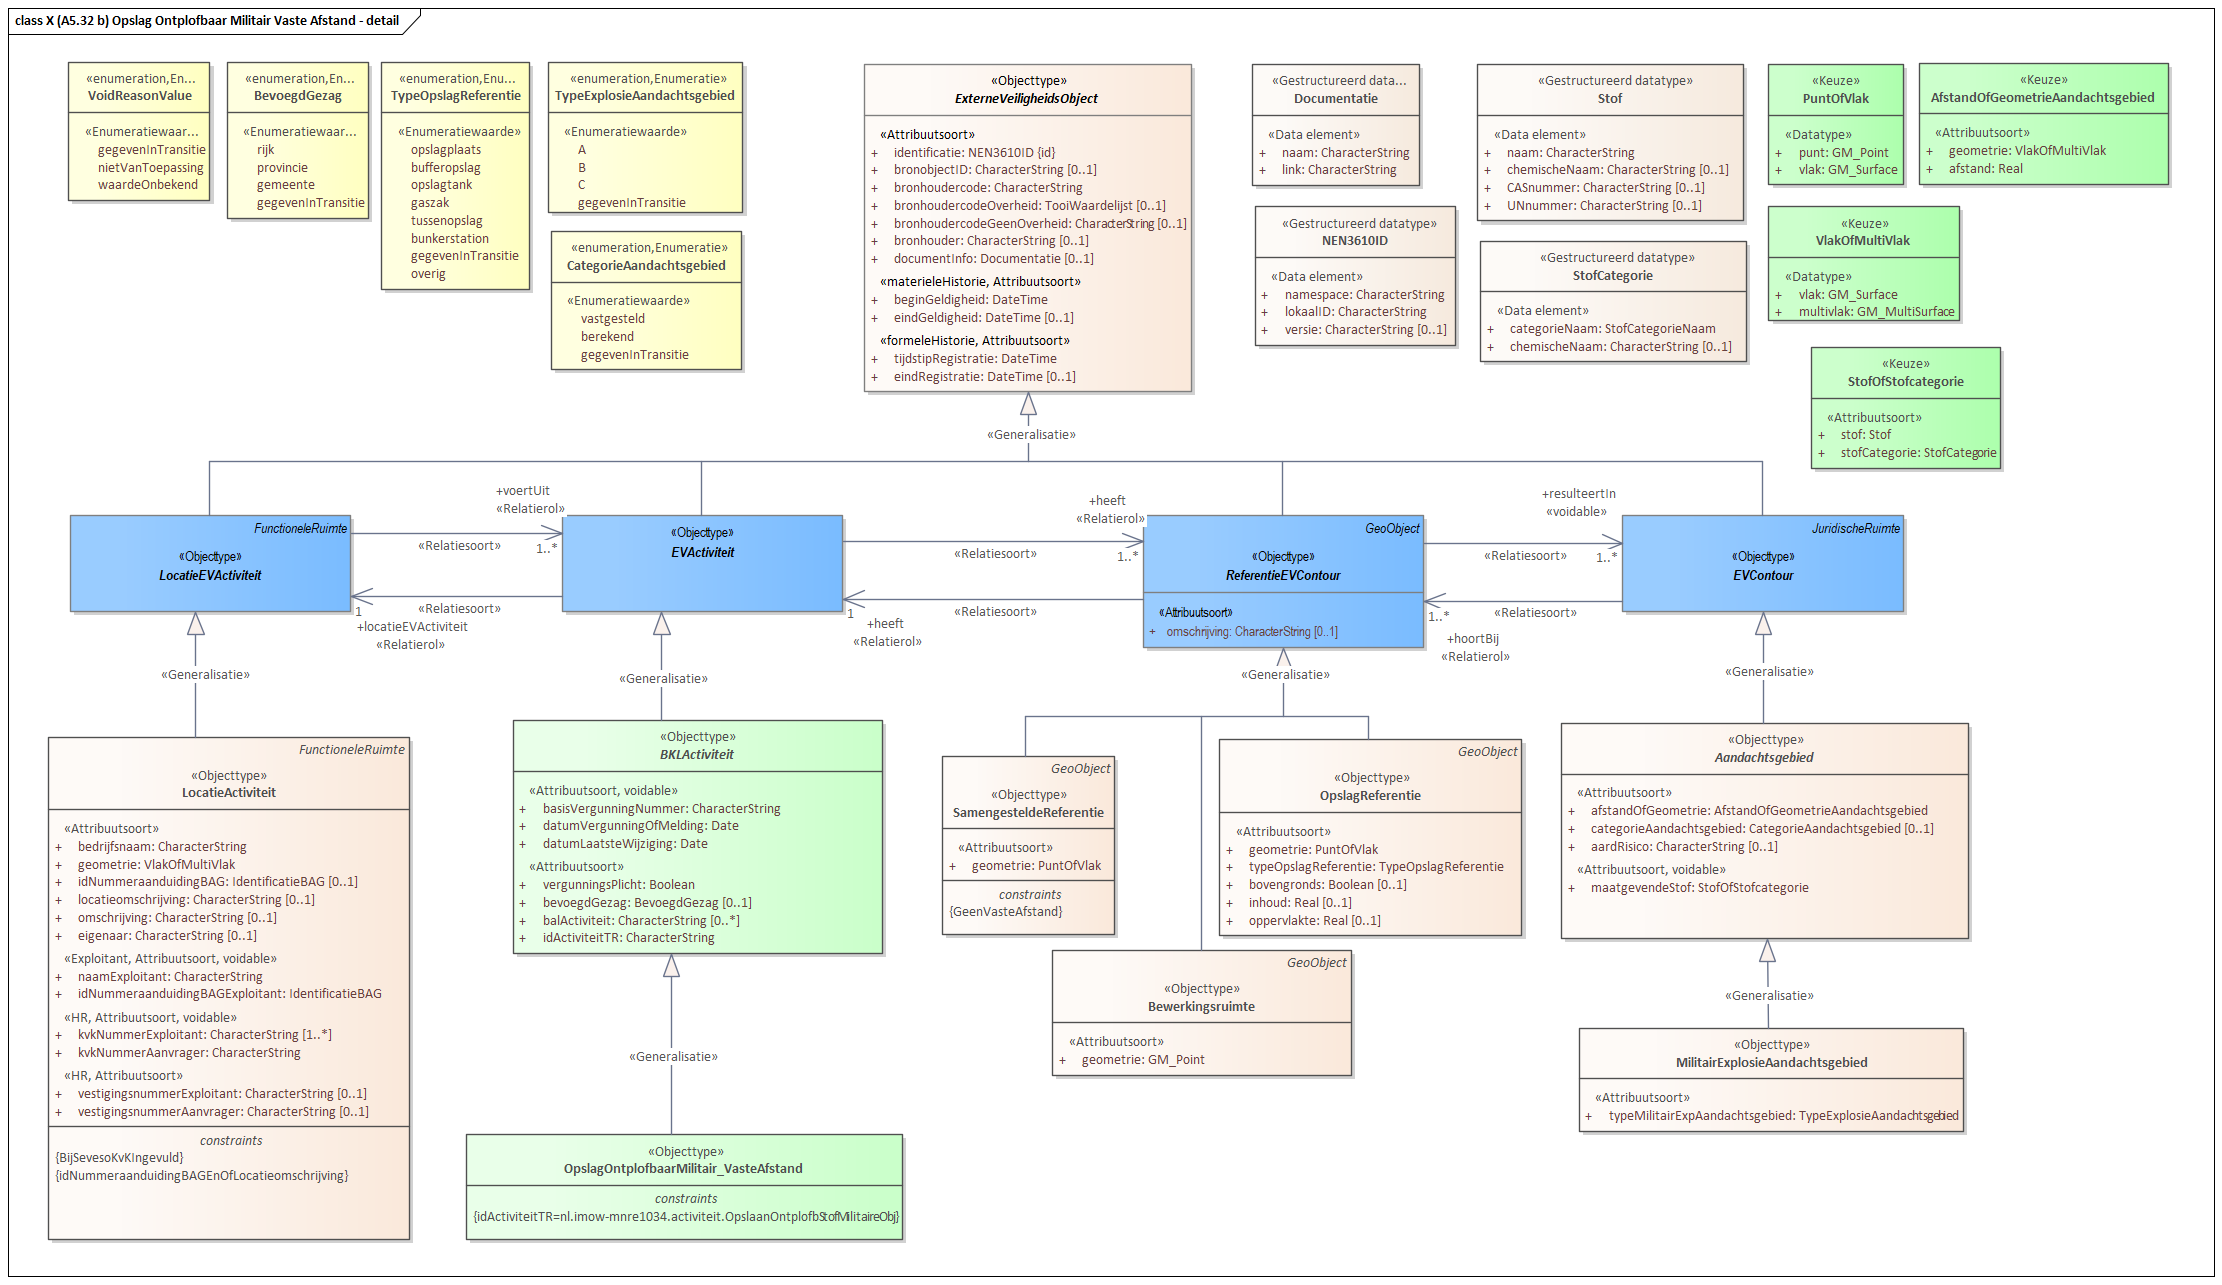 class X (A5.32 b) Opslag Ontplofbaar Militair Vaste Afstand - detail
«enumeration,En...
VoidReasonValue
«Enumeratiewaar...
gegevenInTransitie
nietVanToepassing
waardeOnbekend
«enumeration,En...
BevoegdGezag
«Enumeratiewaar...
rijk
provincie
gemeente
gegevenInTransitie
«enumeration,Enu...
TypeOpslagReferentie
«Enumeratiewaarde»
opslagplaats
bufferopslag
opslagtank
gaszak
tussenopslag
bunkerstation
gegevenInTransitie
overig
«enumeration,Enumeratie»
TypeExplosieAandachtsgebied
«Enumeratiewaarde»
A
B
C
gegevenInTransitie
«enumeration,Enumeratie»
CategorieAandachtsgebied
«Enumeratiewaarde»
vastgesteld
berekend
gegevenInTransitie
«Objecttype»
ExterneVeiligheidsObject
«Attribuutsoort»
+ identificatie: NEN3610ID {id}
+ bronobjectID: CharacterString [0..1]
+ bronhoudercode: CharacterString
+ bronhoudercodeOverheid: TooiWaardelijst [0..1]
+ bronhoudercodeGeenOverheid: CharacterString [0..1]
+ bronhouder: CharacterString [0..1]
+ documentInfo: Documentatie [0..1]
«materieleHistorie, Attribuutsoort»
+ beginGeldigheid: DateTime
+ eindGeldigheid: DateTime [0..1]
«formeleHistorie, Attribuutsoort»
+ tijdstipRegistratie: DateTime
+ eindRegistratie: DateTime [0..1]
«Gestructureerd data...
Documentatie
«Data element»
+ naam: CharacterString
+ link: CharacterString
«Gestructureerd datatype»
NEN3610ID
«Data element»
+ namespace: CharacterString
+ lokaalID: CharacterString
+ versie: CharacterString [0..1]
«Gestructureerd datatype»
Stof
«Data element»
+ naam: CharacterString
+ chemischeNaam: CharacterString [0..1]
+ CASnummer: CharacterString [0..1]
+ UNnummer: CharacterString [0..1]
«Gestructureerd datatype»
StofCategorie
«Data element»
+ categorieNaam: StofCategorieNaam
+ chemischeNaam: CharacterString [0..1]
«Keuze»
PuntOfVlak
«Datatype»
+ punt: GM_Point
+ vlak: GM_Surface
«Keuze»
AfstandOfGeometrieAandachtsgebied
«Attribuutsoort»
+ geometrie: VlakOfMultiVlak
+ afstand: Real
«Keuze»
VlakOfMultiVlak
«Datatype»
+ vlak: GM_Surface
+ multivlak: GM_MultiSurface
«Keuze»
StofOfStofcategorie
«Attribuutsoort»
+ stof: Stof
+ stofCategorie: StofCategorie
«Generalisatie»
FunctioneleRuimte
«Objecttype»
LocatieEVActiviteit
+voertUit
«Relatierol»
1..*
«Relatiesoort»
«Relatiesoort»
1
+locatieEVActiviteit
«Relatierol»
«Objecttype»
EVActiviteit
+heeft
«Relatierol»
1..*
«Relatiesoort»
«Relatiesoort»
1
+heeft
«Relatierol»
GeoObject
«Objecttype»
ReferentieEVContour
«Attribuutsoort»
+ omschrijving: CharacterString [0..1]
+resulteertIn
«voidable»
1..*
«Relatiesoort»
«Relatiesoort»
1..*
+hoortBij
«Relatierol»
JuridischeRuimte
«Objecttype»
EVContour
«Generalisatie»
«Generalisatie»
«Generalisatie»
«Generalisatie»
FunctioneleRuimte
«Objecttype»
LocatieActiviteit
«Attribuutsoort»
+ bedrijfsnaam: CharacterString
+ geometrie: VlakOfMultiVlak
+ idNummeraanduidingBAG: IdentificatieBAG [0..1]
+ locatieomschrijving: CharacterString [0..1]
+ omschrijving: CharacterString [0..1]
+ eigenaar: CharacterString [0..1]
«Exploitant, Attribuutsoort, voidable»
+ naamExploitant: CharacterString
+ idNummeraanduidingBAGExploitant: IdentificatieBAG
«HR, Attribuutsoort, voidable»
+ kvkNummerExploitant: CharacterString [1..*]
+ kvkNummerAanvrager: CharacterString
«HR, Attribuutsoort»
+ vestigingsnummerExploitant: CharacterString [0..1]
+ vestigingsnummerAanvrager: CharacterString [0..1]
constraints
{BijSevesoKvKIngevuld}
{idNummeraanduidingBAGEnOfLocatieomschrijving}
«Objecttype»
BKLActiviteit
«Attribuutsoort, voidable»
+ basisVergunningNummer: CharacterString
+ datumVergunningOfMelding: Date
+ datumLaatsteWijziging: Date
«Attribuutsoort»
+ vergunningsPlicht: Boolean
+ bevoegdGezag: BevoegdGezag [0..1]
+ balActiviteit: CharacterString [0..*]
+ idActiviteitTR: CharacterString
«Generalisatie»
«Objecttype»
OpslagOntplofbaarMilitair_VasteAfstand
constraints
{idActiviteitTR=nl.imow-mnre1034.activiteit.OpslaanOntplofbStofMilitaireObj}
GeoObject
«Objecttype»
SamengesteldeReferentie
«Attribuutsoort»
+ geometrie: PuntOfVlak
constraints
{GeenVasteAfstand}
GeoObject
«Objecttype»
OpslagReferentie
«Attribuutsoort»
+ geometrie: PuntOfVlak
+ typeOpslagReferentie: TypeOpslagReferentie
+ bovengronds: Boolean [0..1]
+ inhoud: Real [0..1]
+ oppervlakte: Real [0..1]
GeoObject
«Objecttype»
Bewerkingsruimte
«Attribuutsoort»
+ geometrie: GM_Point
«Objecttype»
Aandachtsgebied
«Attribuutsoort»
+ afstandOfGeometrie: AfstandOfGeometrieAandachtsgebied
+ categorieAandachtsgebied: CategorieAandachtsgebied [0..1]
+ aardRisico: CharacterString [0..1]
«Attribuutsoort, voidable»
+ maatgevendeStof: StofOfStofcategorie
«Generalisatie»
«Objecttype»
MilitairExplosieAandachtsgebied
«Attribuutsoort»
+ typeMilitairExpAandachtsgebied: TypeExplosieAandachtsgebied